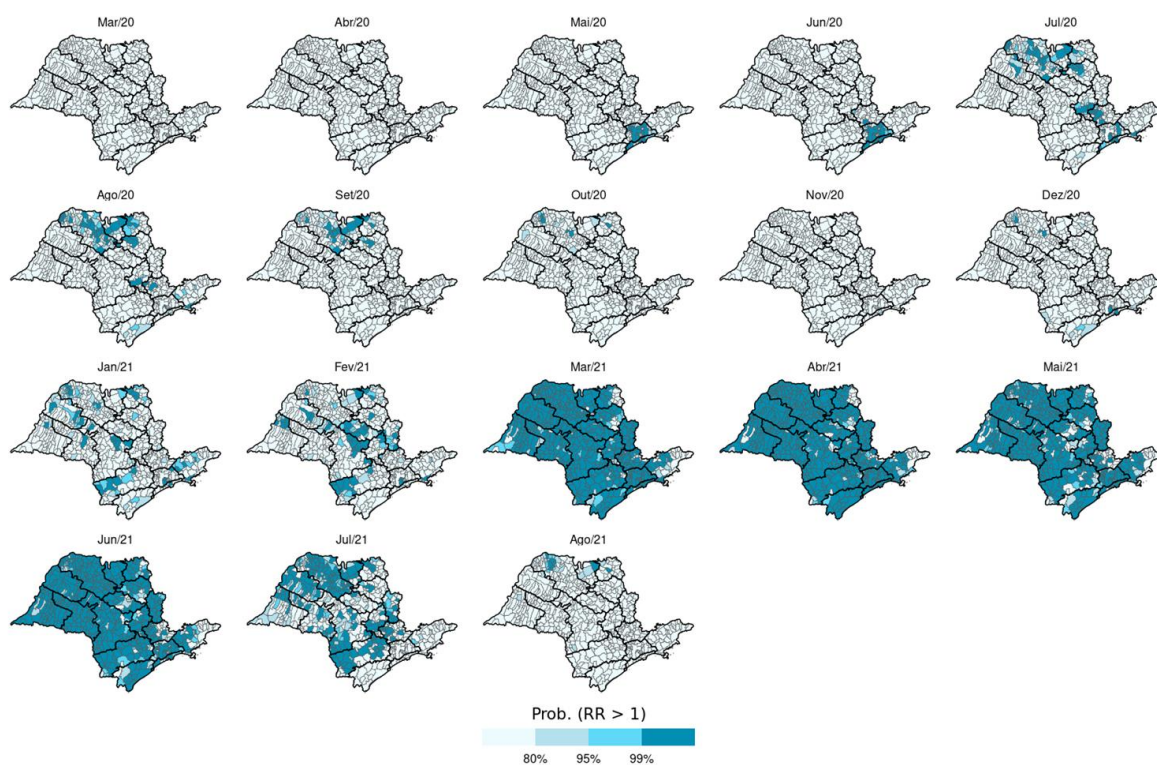 Mar/20
Abr/20
Mai/20
Jun/20
Jul/20
Ago/20
Set/20
Out/20
Nov/20
Dez/20
Jan/21
Fev/21
Mar/21
Abr/21
Mai/21
Jun/21
Jul/21
Ago/21
Prob. (RR > 1)
80%
95%
99%